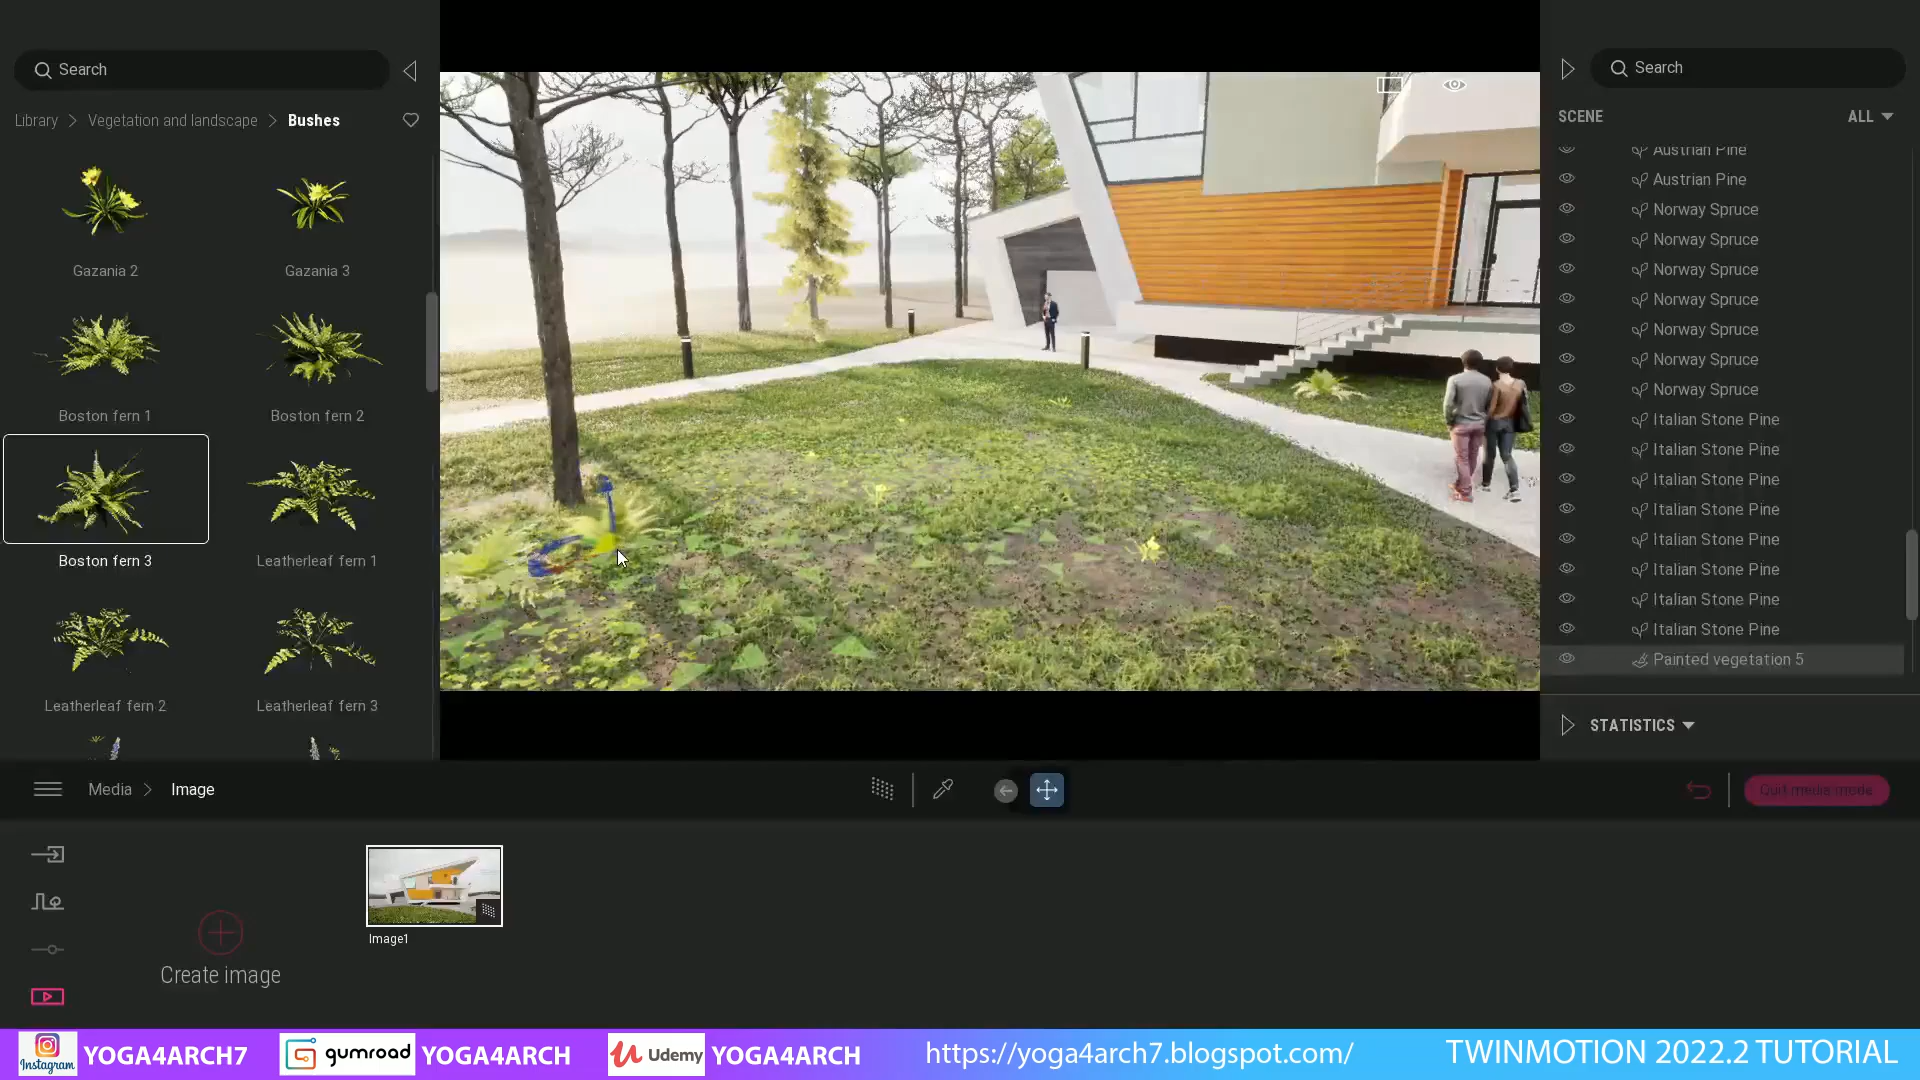 Search
Library > Vegetation and landscape > Bushes
Gazania 2
Gazania 3
Boston fern 1
Boston fern 2
Boston fern 3
Leatherleaf fern 1
Leatherleaf fern 2
Leatherleaf fern 3
Search
SCENE
ALL
Austrian Pine
Austrian Pine
Norway Spruce
Norway Spruce
Norway Spruce
Norway Spruce
Norway Spruce
Norway Spruce
Norway Spruce
Italian Stone Pine
Italian Stone Pine
Italian Stone Pine
Italian Stone Pine
Italian Stone Pine
Italian Stone Pine
Italian Stone Pine
Italian Stone Pine
Painted vegetation 5
STATISTICS
Media > Image
Quit media mode
Create image
Image1
Instagram YOGA4ARCH7
gumroad YOGA4ARCH
Udemy YOGA4ARCH
https://yoga4arch7.blogspot.com/
TWINMOTION 2022.2 TUTORIAL